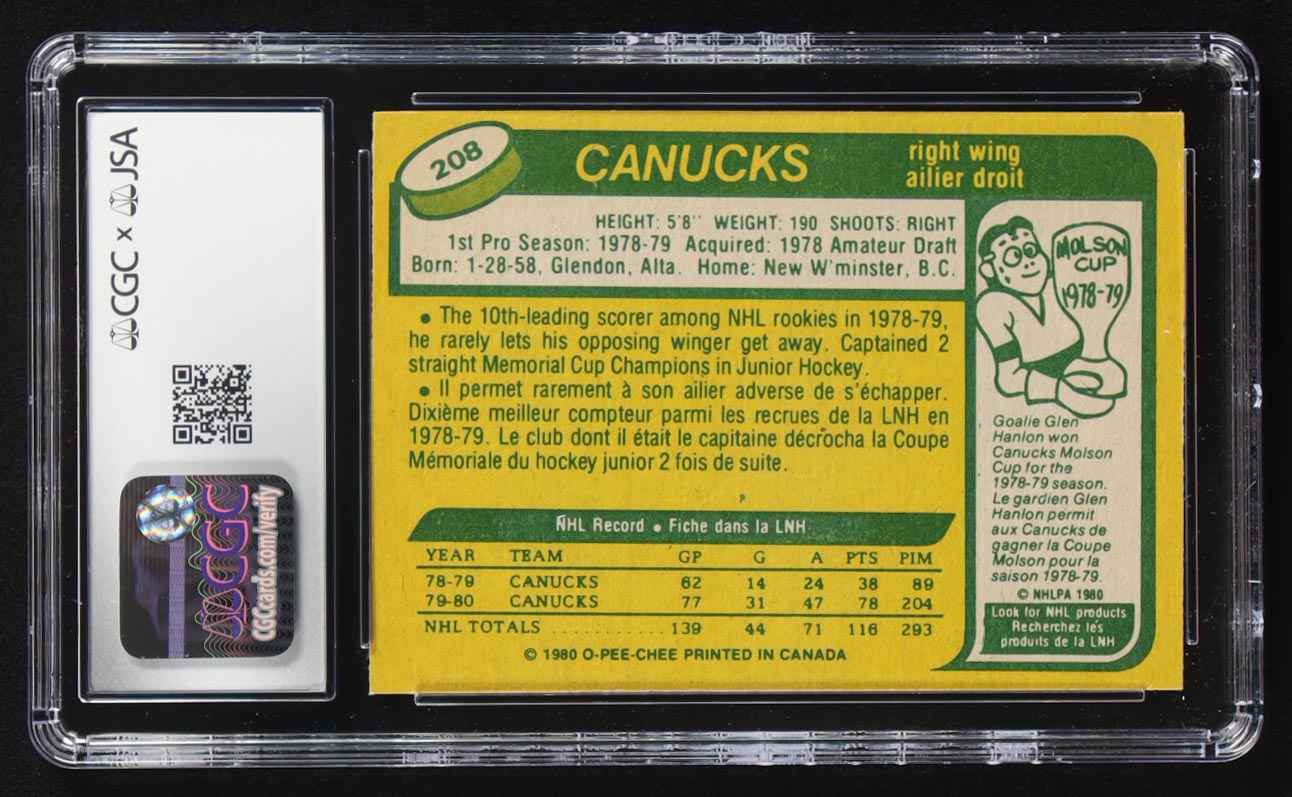 CGC x JSA
CGC
CGCcards.com/verify
208
CANUCKS
right wing
ailier droit
HEIGHT: 5'8'' WEIGHT: 190 SHOOTS: RIGHT
1st Pro Season: 1978-79 Acquired: 1978 Amateur Draft
Born: 1-28-58, Glendon, Alta. Home: New W'minster, B.C.
• The 10th-leading scorer among NHL rookies in 1978-79,
he rarely lets his opposing winger get away. Captained 2
straight Memorial Cup Champions in Junior Hockey.
• Il permet rarement à son ailier adverse de s'échapper.
Dixième meilleur compteur parmi les recrues de la LNH en
1978-79. Le club dont il était le capitaine décrocha la Coupe
Mémoriale du hockey junior 2 fois de suite.
P
NHL Record • Fiche dans la LNH
YEAR TEAM GP G A PTS PIM
78-79 CANUCKS 62 14 24 38 89
79-80 CANUCKS 77 31 47 78 204
NHL TOTALS ........... 139 44 71 116 293
© 1980 O-PEE-CHEE PRINTED IN CANADA
MOLSON
CUP
1978-79
Goalie Glen
Hanlon won
Canucks Molson
Cup for the
1978-79 season.
Le gardien Glen
Hanlon permit
aux Canucks de
gagner la Coupe
Molson pour la
saison 1978-79.
© NHLPA 1980
Look for NHL products
Recherchez les
produits de la LNH